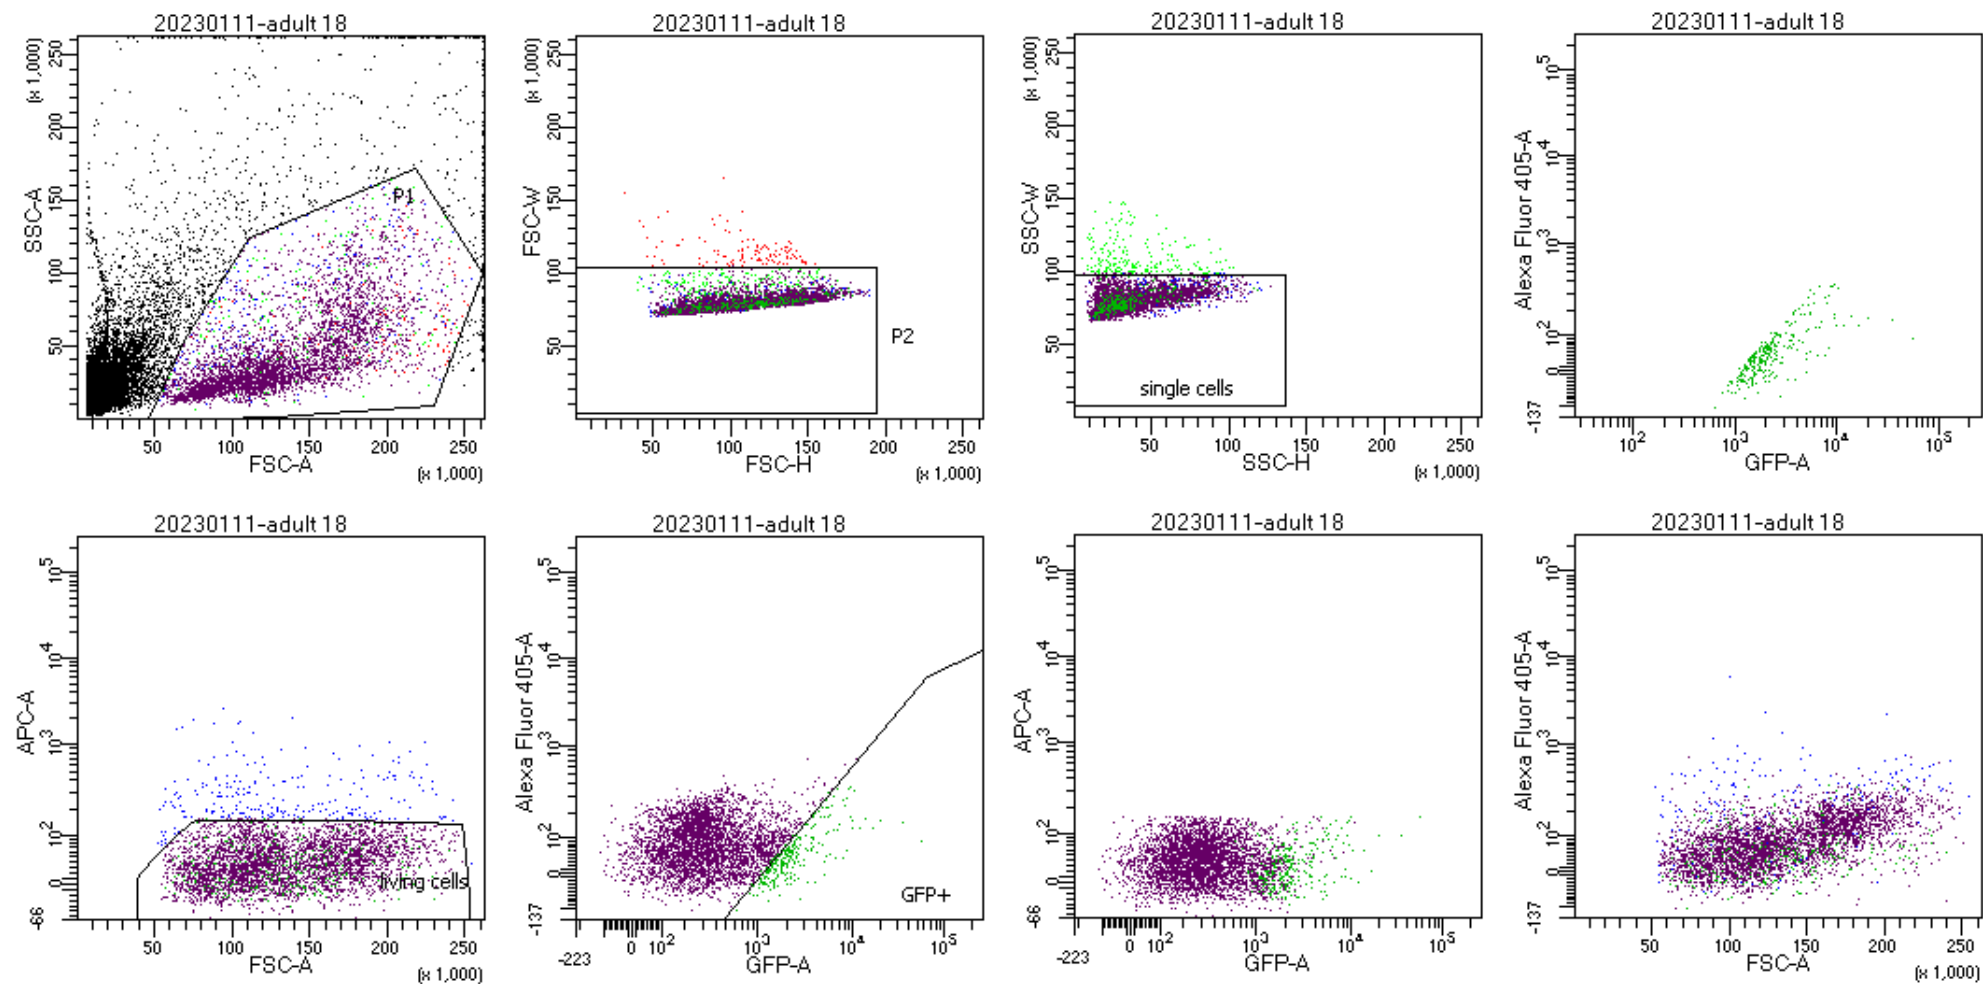 20230111-adult 18
20230111-adult 18
20230111-adult 18
20230111-adult 18
(x 1,000)
250
200
150
100
50
SSC-A
P1
50 100 150 200 250
FSC-A
(x 1,000)
(x 1,000)
250
200
150
100
50
FSC-W
P2
50 100 150 200 250
FSC-H
(x 1,000)
(x 1,000)
250
200
150
100
50
SSC-W
single cells
50 100 150 200 250
SSC-H
(x 1,000)
Alexa Fluor 405-A
10^5
10^4
10^3
10^2
0
-137
10^2 10^3 10^4 10^5
GFP-A
20230111-adult 18
20230111-adult 18
20230111-adult 18
20230111-adult 18
APC-A
10^5
10^4
10^3
10^2
0
-66
living cells
50 100 150 200 250
FSC-A
(x 1,000)
Alexa Fluor 405-A
10^5
10^4
10^3
10^2
0
-137
GFP+
-223 0 10^2 10^3 10^4 10^5
GFP-A
APC-A
10^5
10^4
10^3
10^2
0
-66
-223 0 10^2 10^3 10^4 10^5
GFP-A
Alexa Fluor 405-A
10^5
10^4
10^3
10^2
0
-137
50 100 150 200 250
FSC-A
(x 1,000)